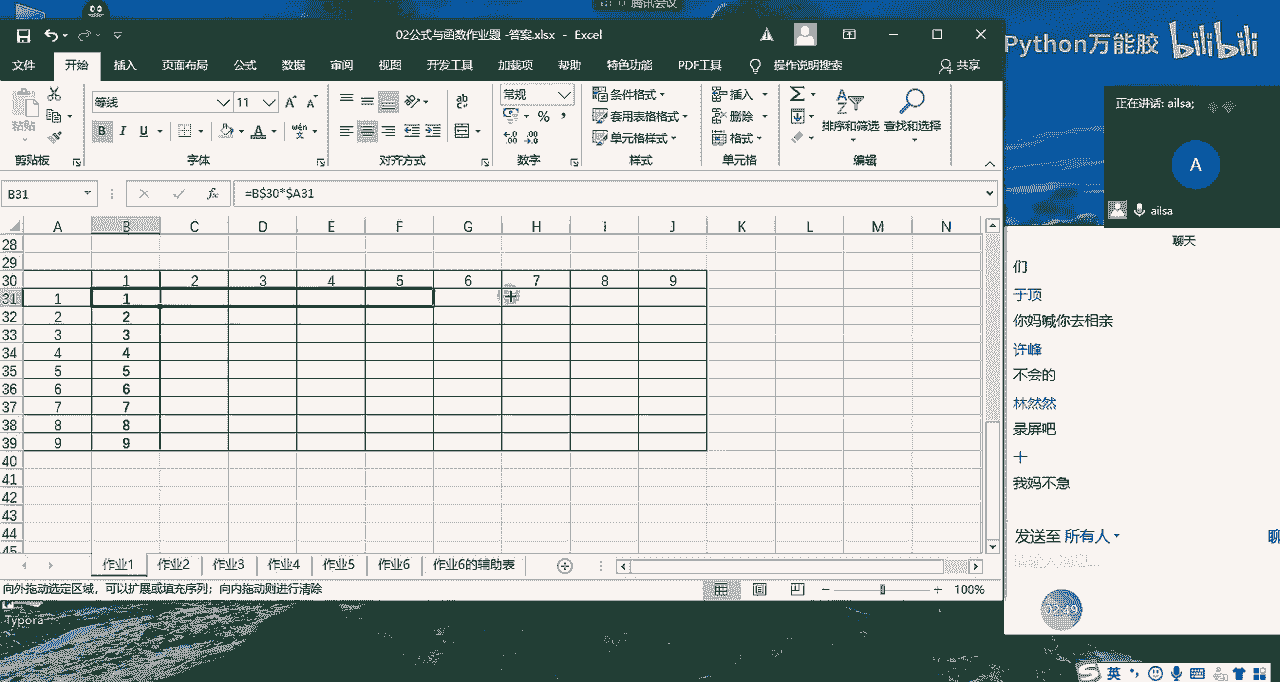 腾讯会议
02公式与函数作业题 -答案.xlsx - Excel
文件 开始 插入 页面布局 公式 数据 审阅 视图 开发工具 加载项 帮助 特色功能 PDF工具 操作说明搜索 共享
等线 11 常规 条件格式 插入
粘贴 套用表格格式 删除 排序和筛选 查找和选择
B I U 单元格样式 格式
剪贴板 字体 对齐方式 数字 样式 单元格 编辑
B31 fx =B$30*$A31
A B C D E F G H I J K L M N
28
29
30 1 2 3 4 5 6 7 8 9
31 1 1
32 2 2
33 3 3
34 4 4
35 5 5
36 6 6
37 7 7
38 8 8
39 9 9
40
41
42
43
44
45
作业1 作业2 作业3 作业4 作业5 作业6 作业6的辅助表
向外拖动选定区域，可以扩展或填充序列；向内拖动则进行清除 100%
Typora
Python万能胶 bilibili
正在讲话: ailsa;
A
ailsa
聊天
们
于顶
你妈喊你去相亲
许峰
不会的
林然然
录屏吧
十
我妈不急
发送至 所有人
聊
02:49
英